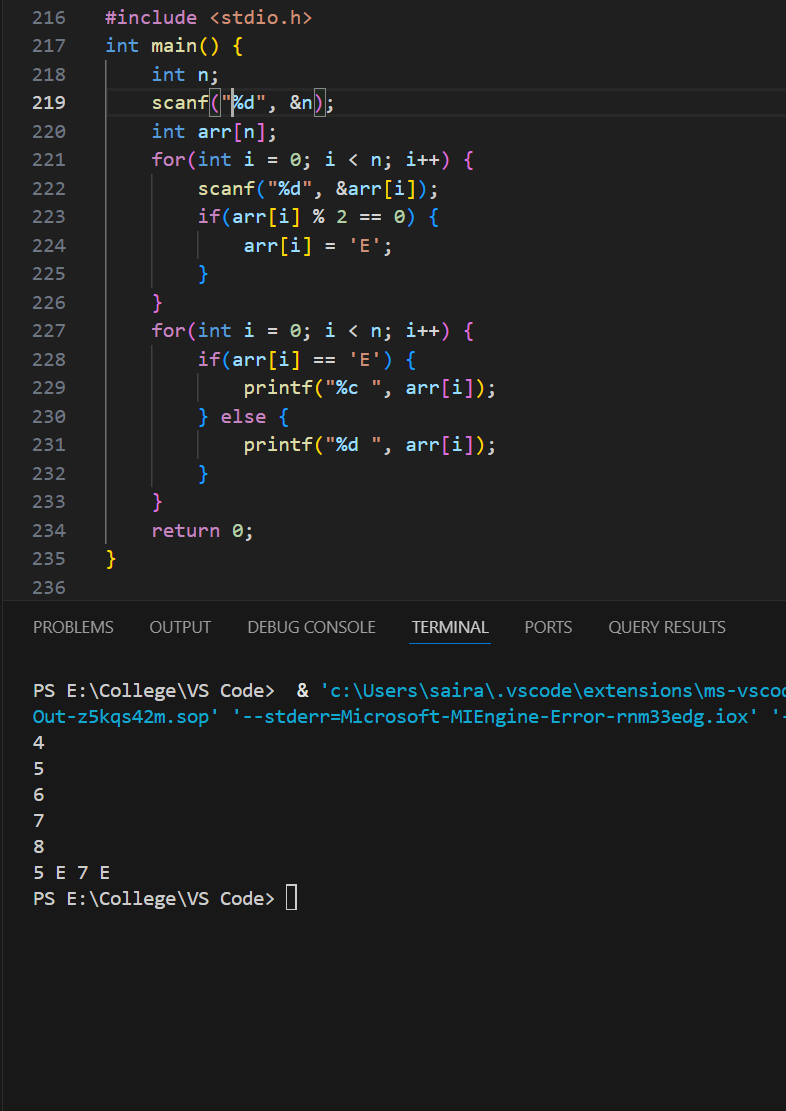 216 #include <stdio.h>
217 int main() {
218     int n;
219     scanf("%d", &n);
220     int arr[n];
221     for(int i = 0; i < n; i++) {
222         scanf("%d", &arr[i]);
223         if(arr[i] % 2 == 0) {
224             arr[i] = 'E';
225         }
226     }
227     for(int i = 0; i < n; i++) {
228         if(arr[i] == 'E') {
229             printf("%c ", arr[i]);
230         } else {
231             printf("%d ", arr[i]);
232         }
233     }
234     return 0;
235 }
236
PROBLEMS OUTPUT DEBUG CONSOLE TERMINAL PORTS QUERY RESULTS
PS E:\College\VS Code>  & 'c:\Users\saira\.vscode\extensions\ms-vscod
Out-z5kqs42m.sop' '--stderr=Microsoft-MIEngine-Error-rnm33edg.iox' '-
4
5
6
7
8
5 E 7 E
PS E:\College\VS Code>